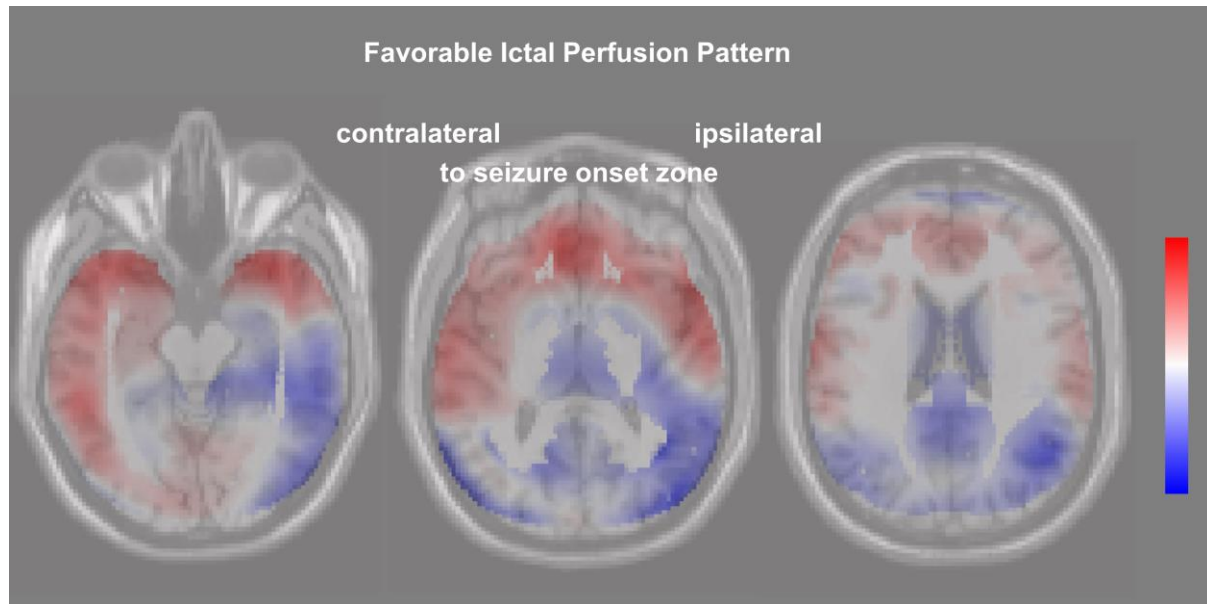 Favorable Ictal Perfusion Pattern
contralateral ipsilateral
to seizure onset zone